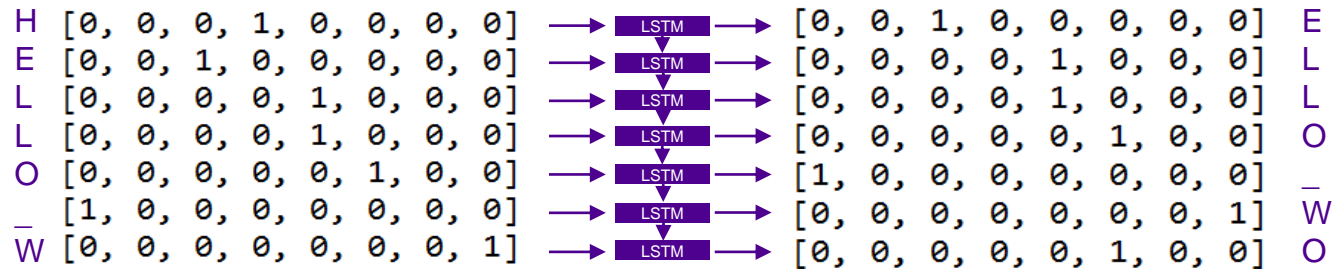 H [0, 0, 0, 1, 0, 0, 0, 0] LSTM [0, 0, 1, 0, 0, 0, 0, 0] E
E [0, 0, 1, 0, 0, 0, 0, 0] LSTM [0, 0, 0, 0, 1, 0, 0, 0] L
L [0, 0, 0, 0, 1, 0, 0, 0] LSTM [0, 0, 0, 0, 1, 0, 0, 0] L
L [0, 0, 0, 0, 1, 0, 0, 0] LSTM [0, 0, 0, 0, 0, 1, 0, 0] O
O [0, 0, 0, 0, 0, 1, 0, 0] LSTM [1, 0, 0, 0, 0, 0, 0, 0] _
_ [1, 0, 0, 0, 0, 0, 0, 0] LSTM [0, 0, 0, 0, 0, 0, 0, 1] W
W [0, 0, 0, 0, 0, 0, 0, 1] LSTM [0, 0, 0, 0, 0, 1, 0, 0] O